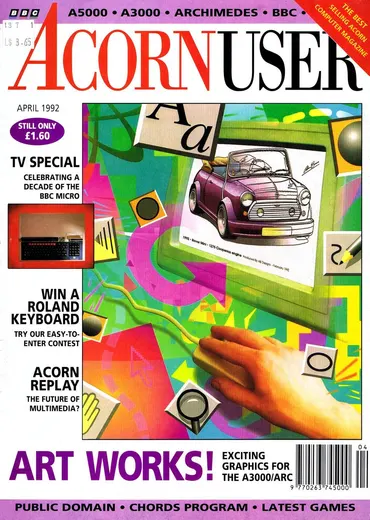 BBC
A5000 • A3000 • ARCHIMEDES • BBC •
THE BEST
SELLING ACORN
COMPUTER MAGAZINE
ACORN USER
APRIL 1992
STILL ONLY
£1.60
TV SPECIAL
CELEBRATING A
DECADE OF THE
BBC MICRO
WIN A
ROLAND
KEYBOARD
TRY OUR EASY-TO-
ENTER CONTEST
ACORN
REPLAY
THE FUTURE OF
MULTIMEDIA?
Aa
ART WORKS!
EXCITING
GRAPHICS FOR
THE A3000/ARC
04
9 770263 745000
PUBLIC DOMAIN • CHORDS PROGRAM • LATEST GAMES